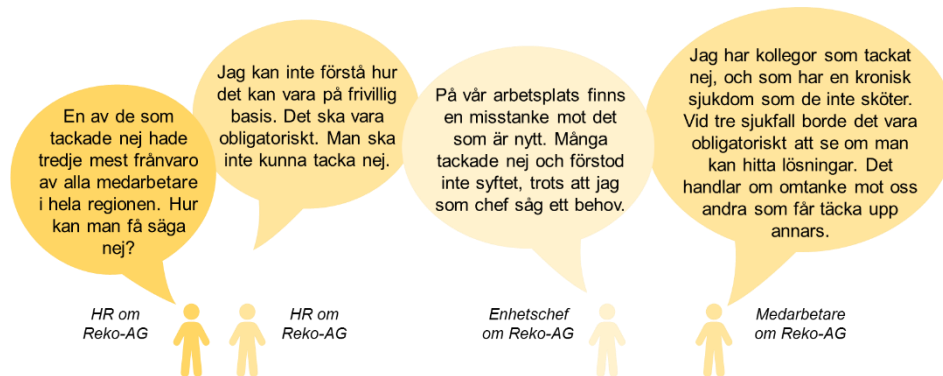 En av de som
tackade nej hade
tredje mest frånvaro
av alla medarbetare
i hela regionen. Hur
kan man få säga
nej?
Jag kan inte förstå hur
det kan vara på frivillig
basis. Det ska vara
obligatoriskt. Man ska
inte kunna tacka nej.
På vår arbetsplats finns
en misstanke mot det
som är nytt. Många
tackade nej och förstod
inte syftet, trots att jag
som chef såg ett behov.
Jag har kollegor som tackat
nej, och som har en kronisk
sjukdom som de inte sköter.
Vid tre sjukfall borde det vara
obligatoriskt att se om man
kan hitta lösningar. Det
handlar om omtanke mot oss
andra som får täcka upp
annars.
HR om
Reko-AG
HR om
Reko-AG
Enhetschef
om Reko-AG
Medarbetare
om Reko-AG